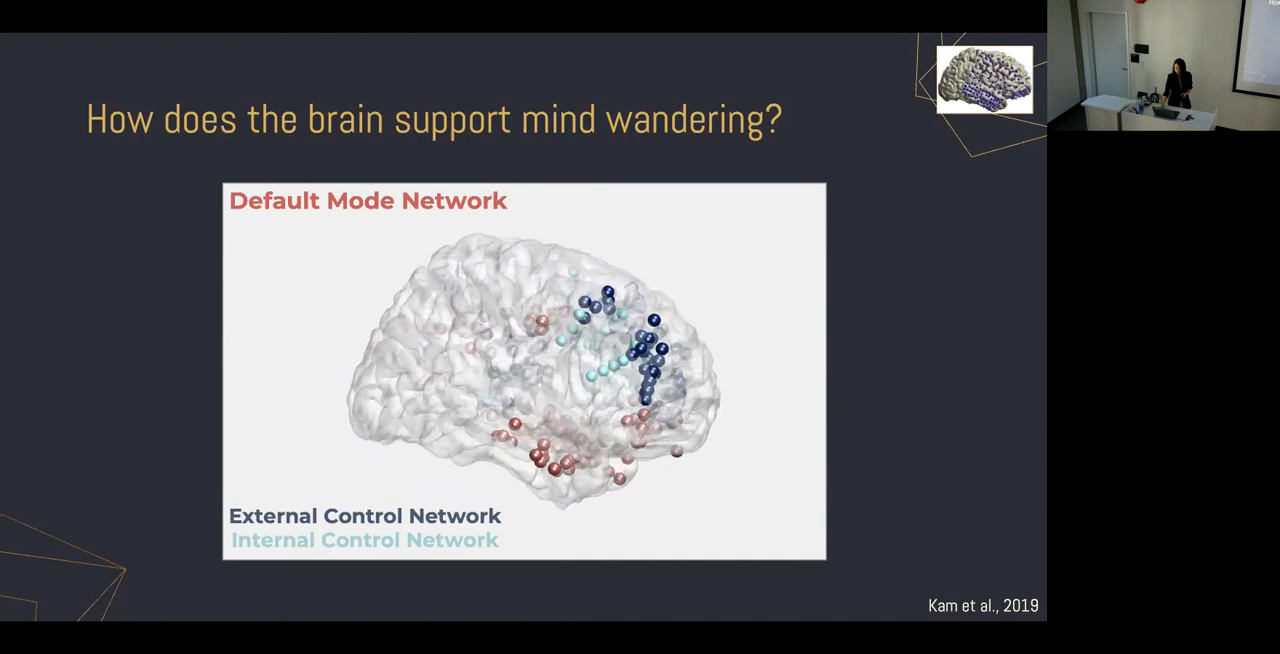 How does the brain support mind wandering?
Default Mode Network
External Control Network
Internal Control Network
Kam et al., 2019